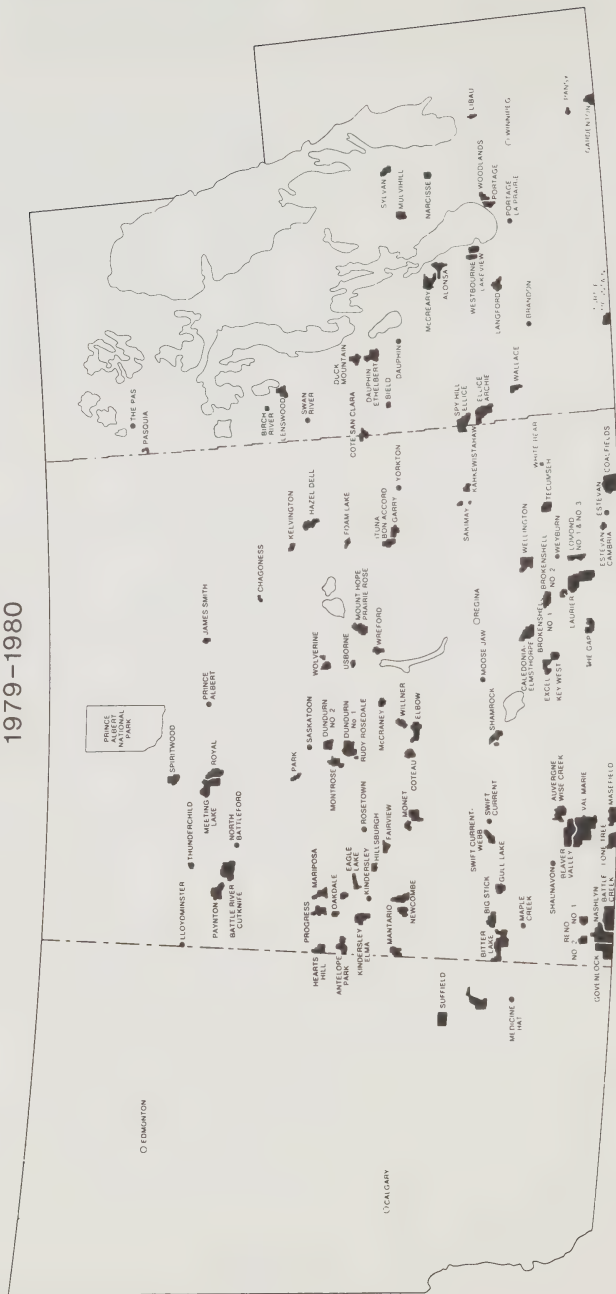 1979–1980
PRINCE
ALBERT
NATIONAL
PARK
THE PAS
PASQUIA
EDMONTON
LLOYDMINSTER
THUNDERCHILD
SPIRITWOOD
PAYNTON
MEETING
LAKE
ROYAL
BATTLE RIVER
CUTKNIFE
NORTH
BATTLEFORD
PRINCE
ALBERT
JAMES SMITH
CHAGONESS
BIRCH
RIVER
LENSWOOD
SWAN
RIVER
KELVINGTON
HAZEL DELL
PARK
SASKATOON
PROGRESS
MARIPOSA
HEARTS
HILL
OAKDALE
ANTELOPE
PARK
EAGLE
LAKE
KINDERSLEY
ELMA
KINDERSLEY
HILLSBURGH
ROSETOWN
FAIRVIEW
MONTROSE
DUNDURN
NO 2
DUNDURN
NO 1
RUDY ROSEDALE
WOLVERINE
USBORNE
MOUNT HOPE
PRAIRIE ROSE
WREFORD
FOAM LAKE
ITUNA
BON ACCORD
GARRY
YORKTON
COTE SAN CLARA
DUCK
MOUNTAIN
DAUPHIN
ETHELBERT
BIELD
DAUPHIN
SYLVAN
MULVIHILL
NARCISSE
CALGARY
MANTARIO
NEWCOMBE
MONET
COTEAU
McCRANEY
WILLNER
ELBOW
McCREARY
ALONSA
SUFFIELD
MEDICINE
HAT
BITTER
LAKE
BIG STICK
GULL LAKE
MAPLE
CREEK
SWIFT CURRENT-
WEBB
SWIFT
CURRENT
SHAMROCK
MOOSE JAW
REGINA
SAKIMAY
KAHKEWISTAHAW
SPY HILL
ELLICE
ELLICE
ARCHIE
WALLACE
WESTBOURNE
LAKEVIEW
LANGFORD
BRANDON
WOODLANDS
PORTAGE
PORTAGE
LA PRAIRIE
LIBAU
WINNIPEG
SHAUNAVON
AUVERGNE
WISE CREEK
BEAVER
VALLEY
VAL MARIE
RENO
NO 2
NO 1
GOVENLOCK
NASHLYN
BATTLE
CREEK
LONE TREE
MASEFIELD
CALEDONIA-
ELMSTHORPE
EXCEL
KEY WEST
THE GAP
BROKENSHELL
NO 1
BROKENSHELL
NO 2
WELLINGTON
WEYBURN
LAURIER
LOMOND
NO 1 & NO 3
TECUMSEH
WHITE BEAR
ESTEVAN
CAMBRIA
ESTEVAN
COALFIELDS
GARDENTON